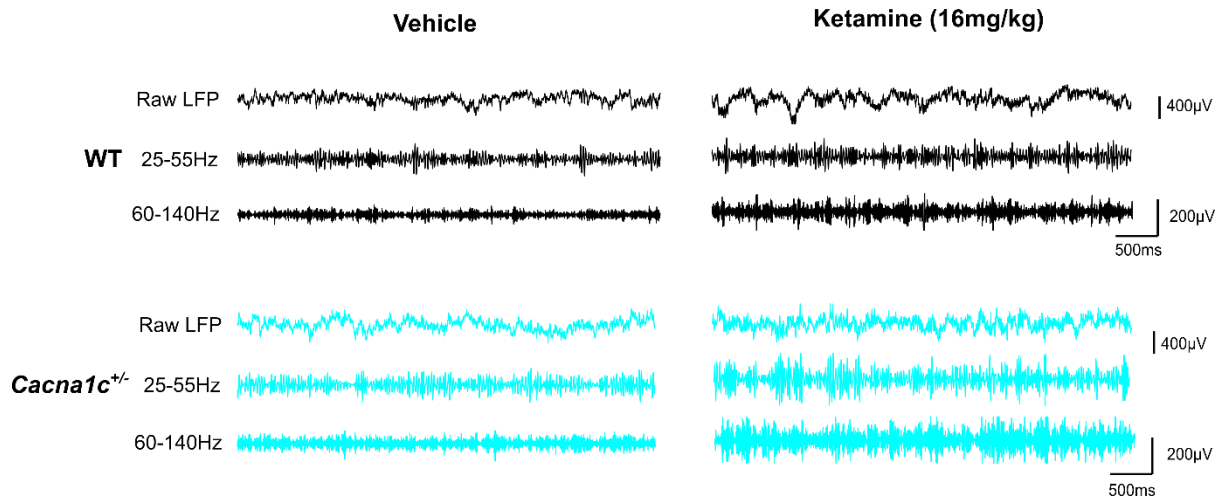 Vehicle
Ketamine (16mg/kg)
Raw LFP
400µV
WT
25-55Hz
60-140Hz
200µV
500ms
Raw LFP
400µV
Cacna1c+/-
25-55Hz
60-140Hz
200µV
500ms